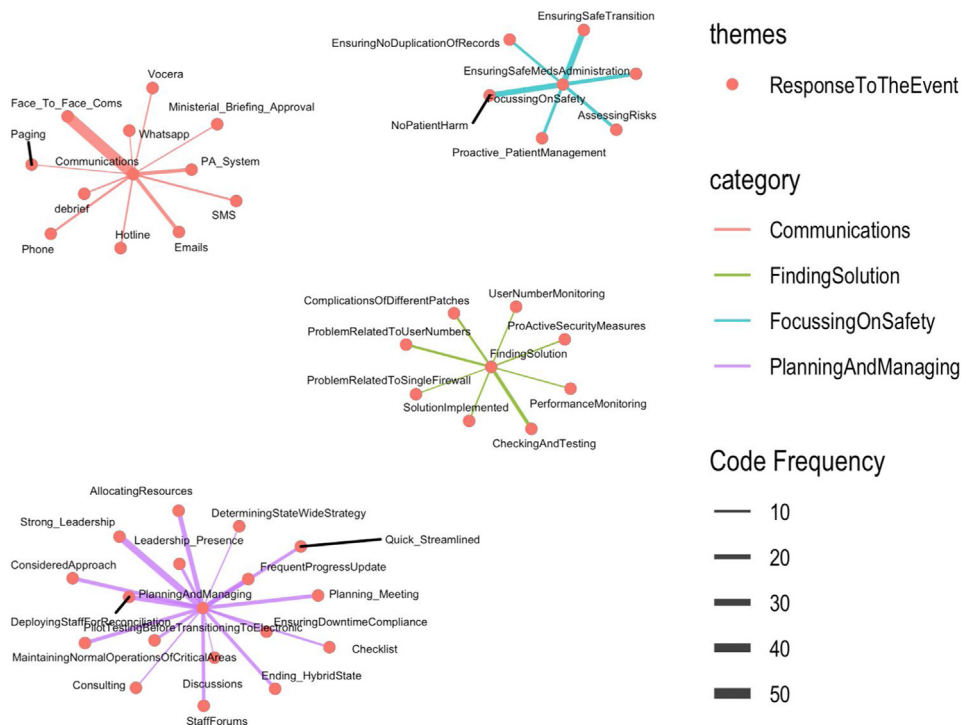 EnsuringSafeTransition
EnsuringNoDuplicationOfRecords
EnsuringSafeMedsAdministration
FocussingOnSafety
NoPatientHarm
AssessingRisks
Proactive_PatientManagement
Vocera
Face_To_Face_Coms
Ministerial_Briefing_Approval
Paging
Whatsapp
Communications
PA_System
debrief
SMS
Phone
Hotline
Emails
UserNumberMonitoring
ComplicationsOfDifferentPatches
ProActiveSecurityMeasures
ProblemRelatedToUserNumbers
FindingSolution
ProblemRelatedToSingleFirewall
PerformanceMonitoring
SolutionImplemented
CheckingAndTesting
AllocatingResources
Strong_Leadership
DetermingStateWideStrategy
Leadership_Presence
Quick_Streamlined
ConsideredApproach
FrequentProgressUpdate
PlanningAndManaging
Planning_Meeting
DeployingStaffForReconciliation
PilotTestingBeforeTransitioningToElectronic
EnsuringDowntimeCompliance
Checklist
MaintainingNormalOperationsOfCriticalAreas
Ending_HybridState
Consulting
Discussions
StaffForums
themes
ResponseToTheEvent
category
Communications
FindingSolution
FocussingOnSafety
PlanningAndManaging
Code Frequency
10
20
30
40
50